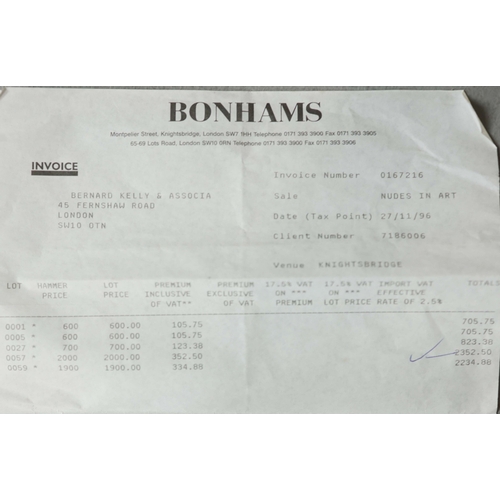 BONHAMS
Montpelier Street, Knightsbridge, London SW7 1HH Telephone 0171 393 3900 Fax 0171 393 3905
65-69 Lots Road, London SW10 0RN Telephone 0171 393 3900 Fax 0171 393 3906
INVOICE
Invoice Number 0167216
BERNARD KELLY & ASSOCIA
Sale NUDES IN ART
45 FERNSHAW ROAD
LONDON
Date (Tax Point) 27/11/96
SW10 0TN
Client Number 7186006
Venue KNIGHTSBRIDGE
LOT HAMMER LOT PREMIUM PREMIUM 17.5% VAT 17.5% VAT IMPORT VAT TOTALS
PRICE PRICE INCLUSIVE EXCLUSIVE ON *** ON *** EFFECTIVE
OF VAT** OF VAT PREMIUM LOT PRICE RATE OF 2.5%
0001 * 600 600.00 105.75 705.75
0005 * 600 600.00 105.75 705.75
0027 * 700 700.00 123.38 823.38
0057 * 2000 2000.00 352.50 2352.50
0059 * 1900 1900.00 334.88 2234.88